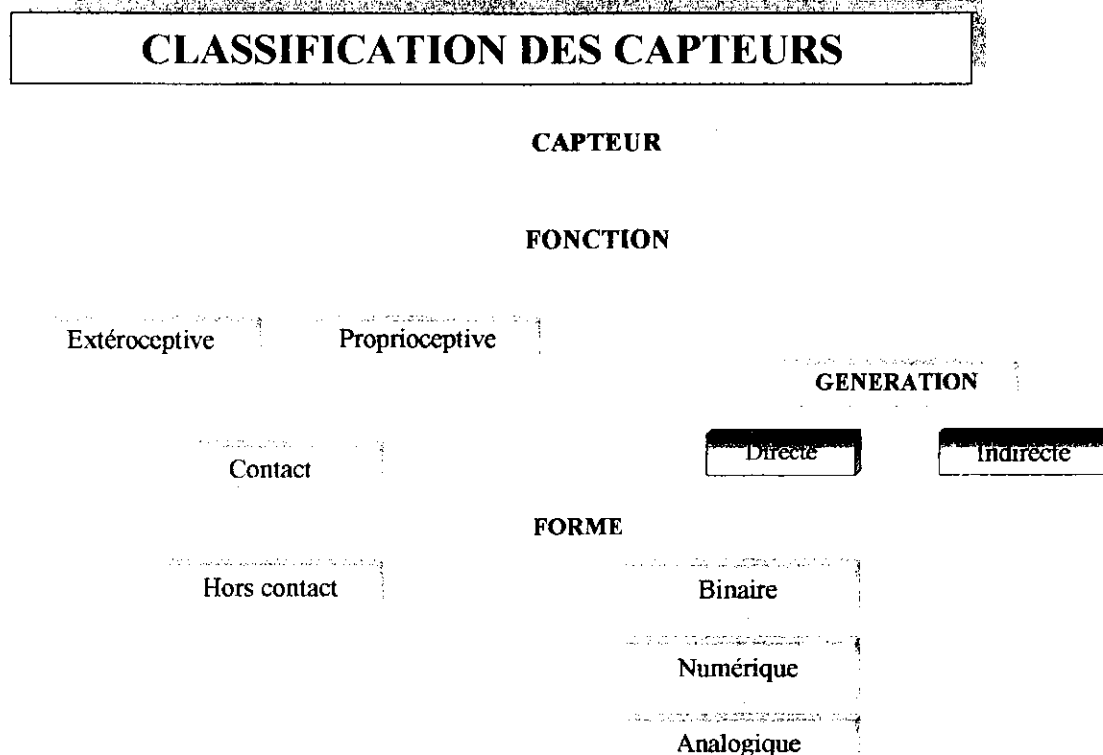 CLASSIFICATION DES CAPTEURS
CAPTEUR
FONCTION
Extéroceptive
Proprioceptive
GENERATION
Directe
Indirecte
Contact
FORME
Hors contact
Binaire
Numérique
Analogique